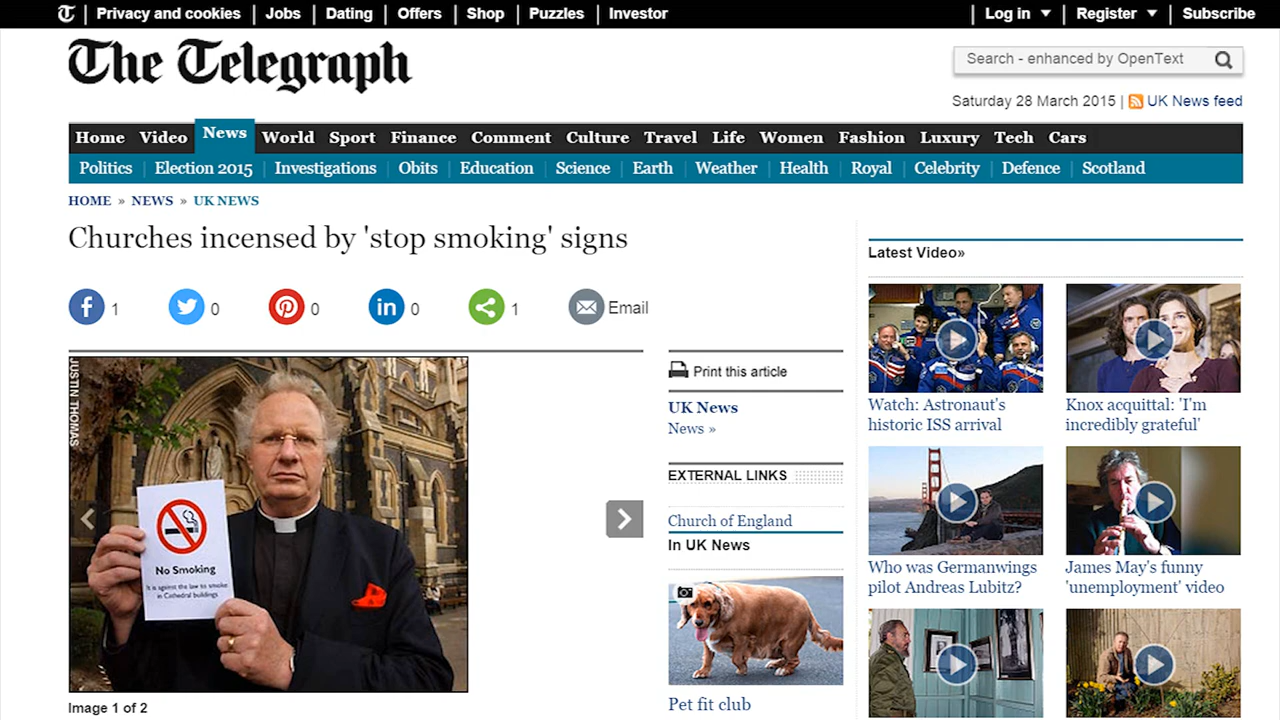 Privacy and cookies Jobs Dating Offers Shop Puzzles Investor Log in Register Subscribe
The Telegraph
Search - enhanced by OpenText
Saturday 28 March 2015 | UK News feed
Home Video News World Sport Finance Comment Culture Travel Life Women Fashion Luxury Tech Cars
Politics Election 2015 Investigations Obits Education Science Earth Weather Health Royal Celebrity Defence Scotland
HOME » NEWS » UK NEWS
Churches incensed by 'stop smoking' signs
1 0 0 0 1 Email
JUSTIN THOMAS
No Smoking
It is against the law to smoke
in Cathedral buildings
Image 1 of 2
Print this article
UK News
News »
EXTERNAL LINKS
Church of England
In UK News
Pet fit club
Latest Video»
Watch: Astronaut's
historic ISS arrival
Knox acquittal: 'I'm
incredibly grateful'
Who was Germanwings
pilot Andreas Lubitz?
James May's funny
'unemployment' video